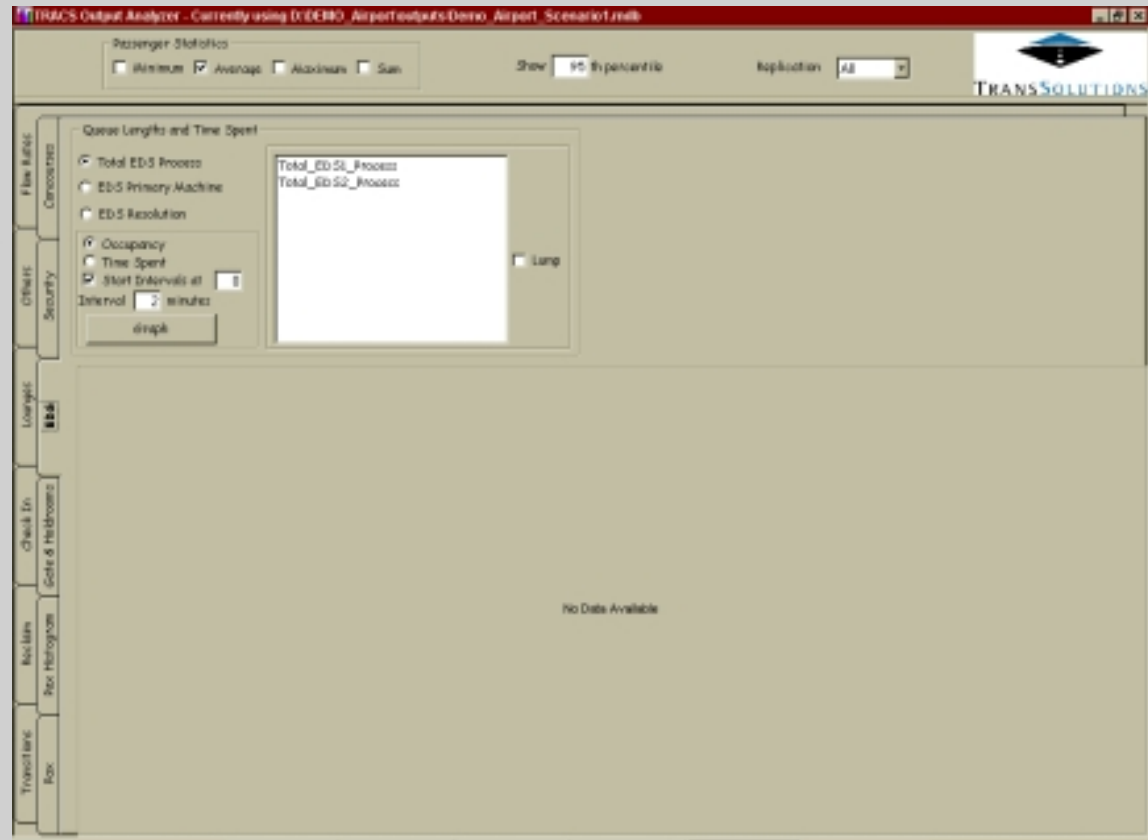 TRACS Output Analyzer - Currently using D:\DEMO_Airport\outputs\Demo_Airport_Scenario1.mdb
Passenger Statistics
Minimum Average Maximum Sum
Show 95 th percentile
Replication All
TRANSSOLUTIONS
Flow Rates
Others
Lounges
Check In
Reclaim
Transitions
Concourses
Security
EDS
Gate & Holdrooms
Pax Histogram
Pax
Queue Lengths and Time Spent
Total EDS Process
EDS Primary Machine
EDS Resolution
Occupancy
Time Spent
Start Intervals at
Interval 2 minutes
Graph
Total_EDS1_Process
Total_EDS2_Process
Lump
No Data Available